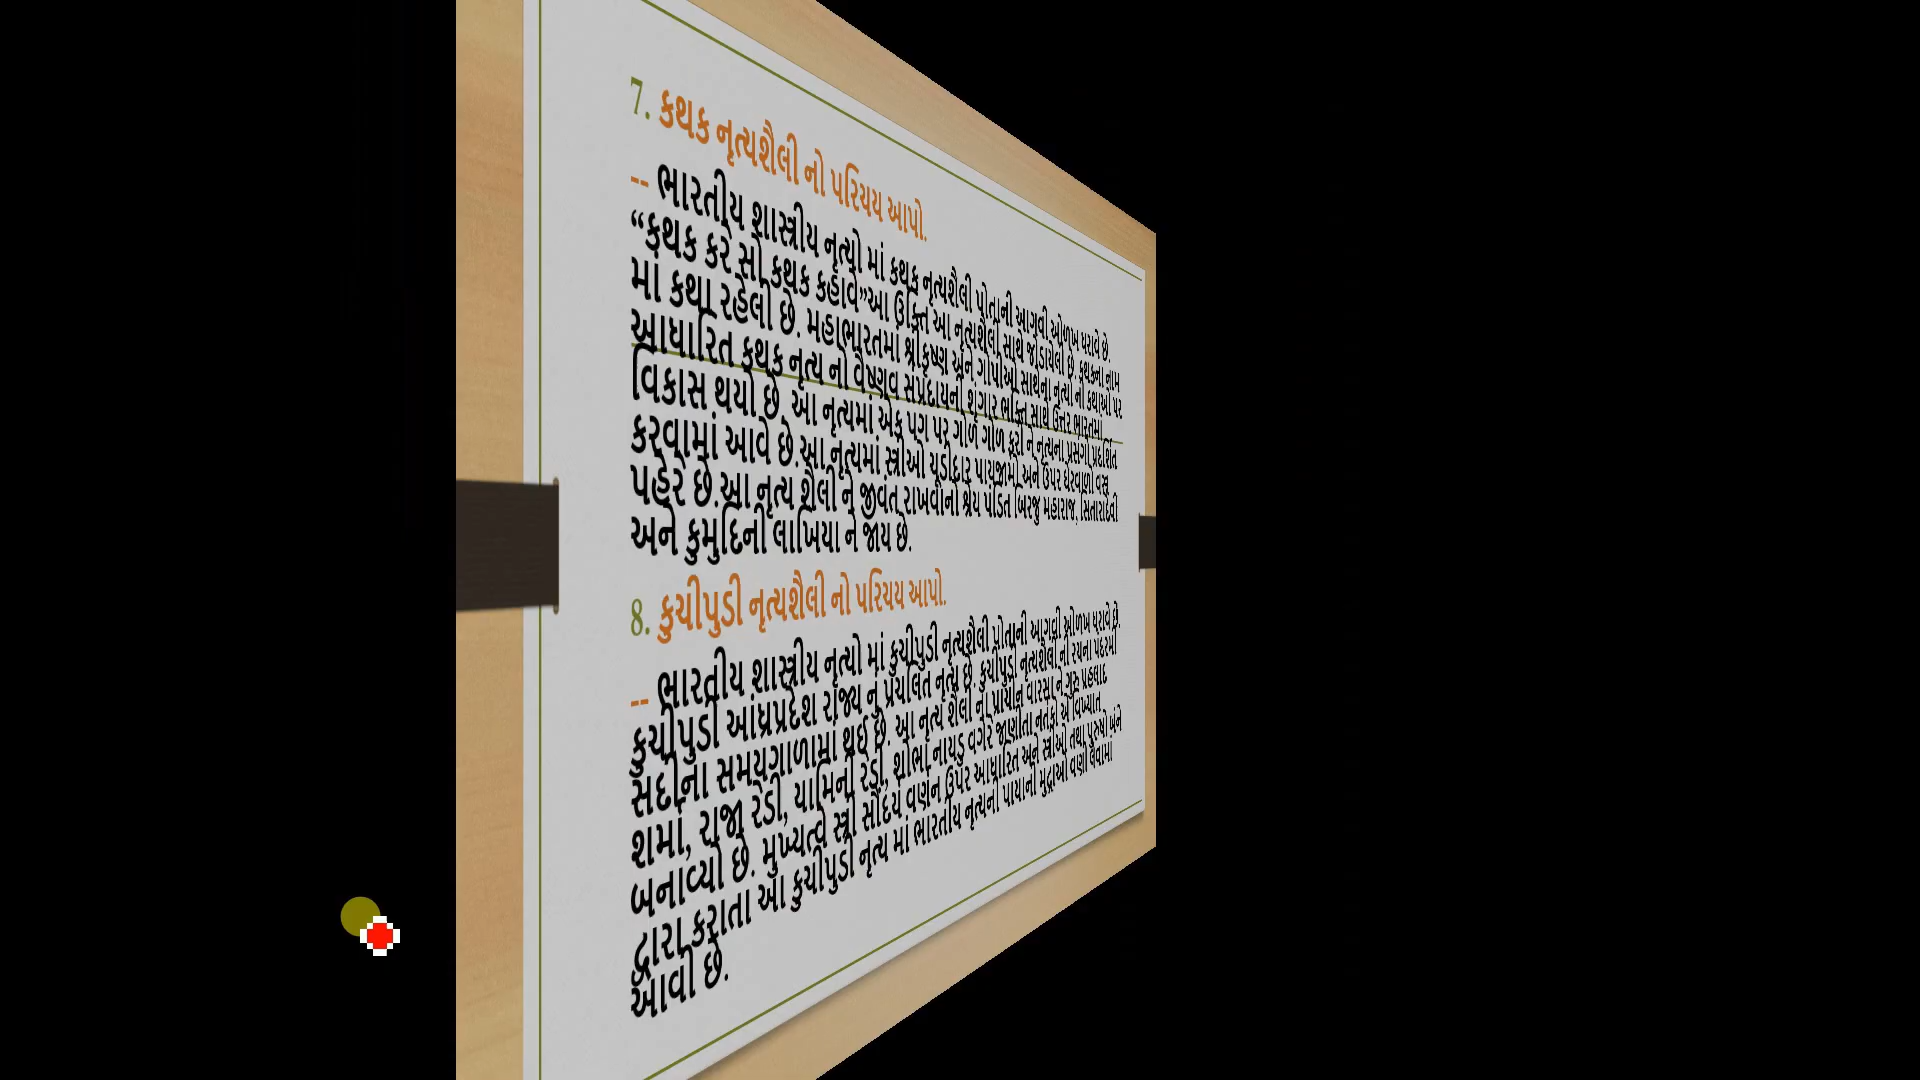 7. કથક નૃત્યશૈલી નો પરિચય આપો.
-- ભારતીય શાસ્ત્રીય નૃત્યો માં કથક નૃત્યશૈલી પોતાની આગવી ઓળખ ધરાવે છે.
“કથક કરે સો કથક કહાવે”આ ઉક્તિ આ નૃત્યશૈલી સાથે જોડાયેલી છે. કથકના નામ
માં કથા રહેલી છે. મહાભારતમાં શ્રીકૃષ્ણ અને ગોપીઓ સાથેના નૃત્યો ની કથાઓ પર
આધારિત કથક નૃત્ય નો વૈષ્ણવ સંપ્રદાયની શૃંગાર ભક્તિ સાથે ઉત્તર ભારતમાં
વિકાસ થયો છે. આ નૃત્યમાં એક પગ પર ગોળ ગોળ ફરી ને નૃત્યના પ્રસંગો પ્રદર્શિત
કરવામાં આવે છે.આ નૃત્યમાં સ્ત્રીઓ ચૂડીદાર પાયજામો અને ઉપર ઘેરવાળો વસ્ત્ર
પહેરે છે.આ નૃત્ય શૈલી ને જીવંત રાખવાનો શ્રેય પંડિત બિરજુ મહારાજ, સિતારાદેવી
અને કુમુદિની લાખિયા ને જાય છે.
8. કુચીપુડી નૃત્યશૈલી નો પરિચય આપો.
-- ભારતીય શાસ્ત્રીય નૃત્યો માં કુચીપુડી નૃત્યશૈલી પોતાની આગવી ઓળખ ધરાવે છે.
કુચીપુડી આંધ્રપ્રદેશ રાજ્ય નું પ્રચલિત નૃત્ય છે. કુચીપુડી નૃત્યશૈલી ની રચના પંદરમી
સદીના સમયગાળામાં થઈ છે. આ નૃત્ય શૈલી ના પ્રાચીન વારસા ને ગુરુ પ્રહલાદ
શર્મા, રાજા રેડી, યામિની રેડી, શોભા નાયડુ વગેરે જાણીતા નર્તકો એ વિખ્યાત
બનાવ્યો છે. મુખ્યત્વે સ્ત્રી સૌંદર્ય વર્ણન ઉપર આધારિત અને સ્ત્રીઓ તથા પુરુષો બંને
દ્વારા કરાતા આ કુચીપુડી નૃત્ય માં ભારતીય નૃત્યની પાયાની મુદ્રાઓ વણી લેવામાં
આવી છે.